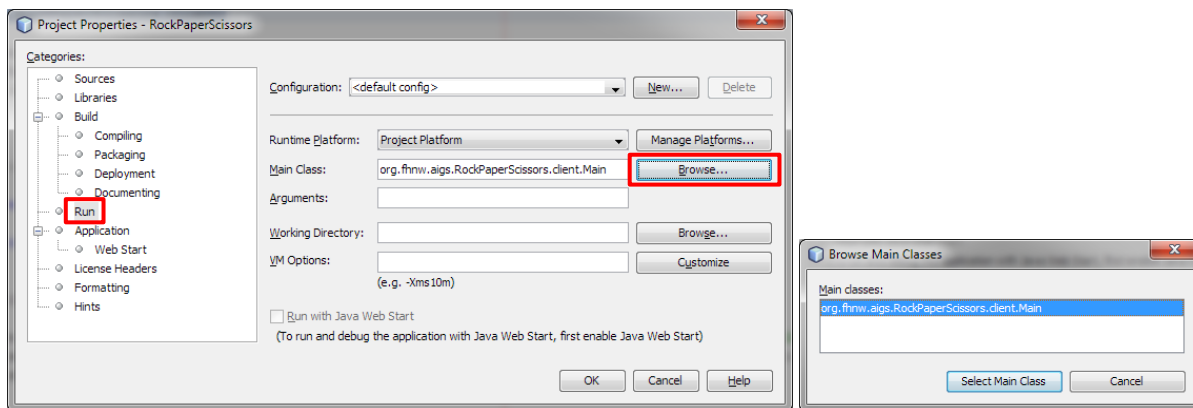 Project Properties - RockPaperScissors
Categories:
Sources
Libraries
Build
Compiling
Packaging
Deployment
Documenting
Run
Application
Web Start
License Headers
Formatting
Hints
Configuration: <default config> New... Delete
Runtime Platform: Project Platform Manage Platforms...
Main Class: org.fhnw.aigs.RockPaperScissors.client.Main Browse...
Arguments:
Working Directory: Browse...
VM Options: Customize
(e.g. -Xms10m)
Run with Java Web Start
(To run and debug the application with Java Web Start, first enable Java Web Start)
OK Cancel Help
Browse Main Classes
Main classes:
org.fhnw.aigs.RockPaperScissors.client.Main
Select Main Class Cancel